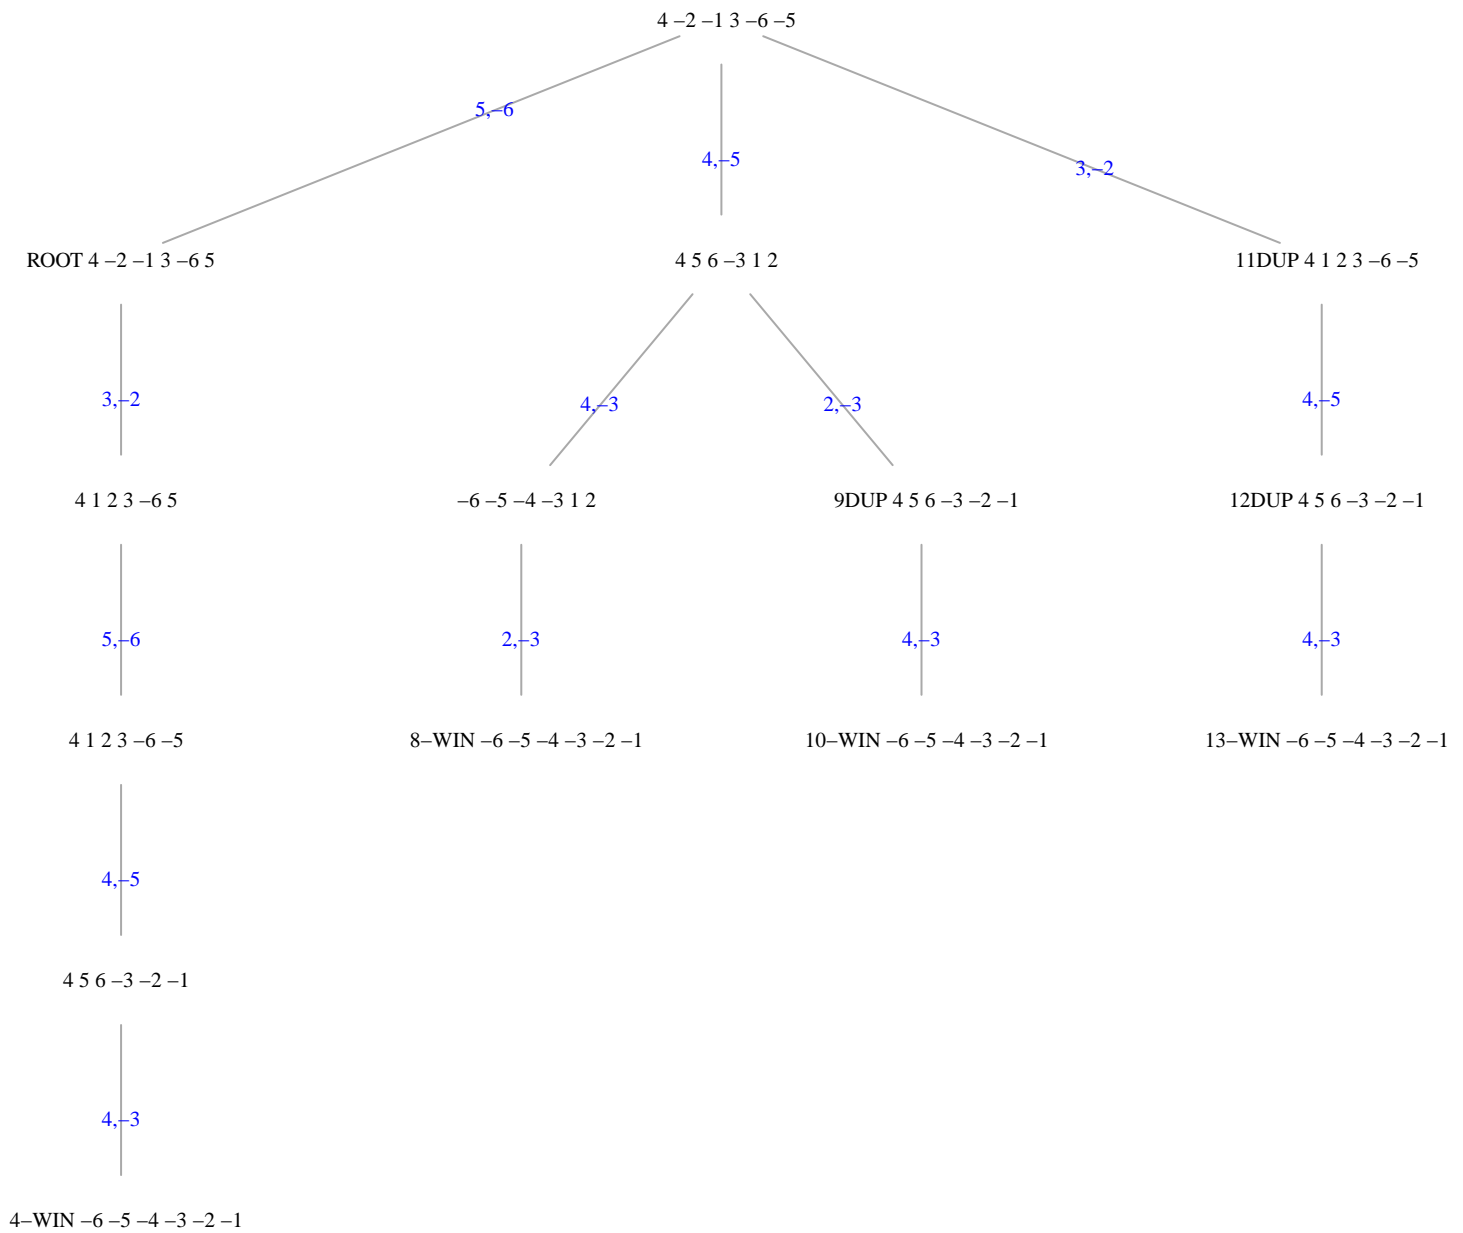 4 –2 –1 3 –6 –5
5,–6
4,–5
3,–2
ROOT 4 –2 –1 3 –6 5
4 5 6 –3 1 2
11DUP 4 1 2 3 –6 –5
3,–2
4,–3
2,–3
4,–5
4 1 2 3 –6 5
–6 –5 –4 –3 1 2
9DUP 4 5 6 –3 –2 –1
12DUP 4 5 6 –3 –2 –1
5,–6
2,–3
4,–3
4,–3
4 1 2 3 –6 –5
8–WIN –6 –5 –4 –3 –2 –1
10–WIN –6 –5 –4 –3 –2 –1
13–WIN –6 –5 –4 –3 –2 –1
4,–5
4 5 6 –3 –2 –1
4,–3
4–WIN –6 –5 –4 –3 –2 –1